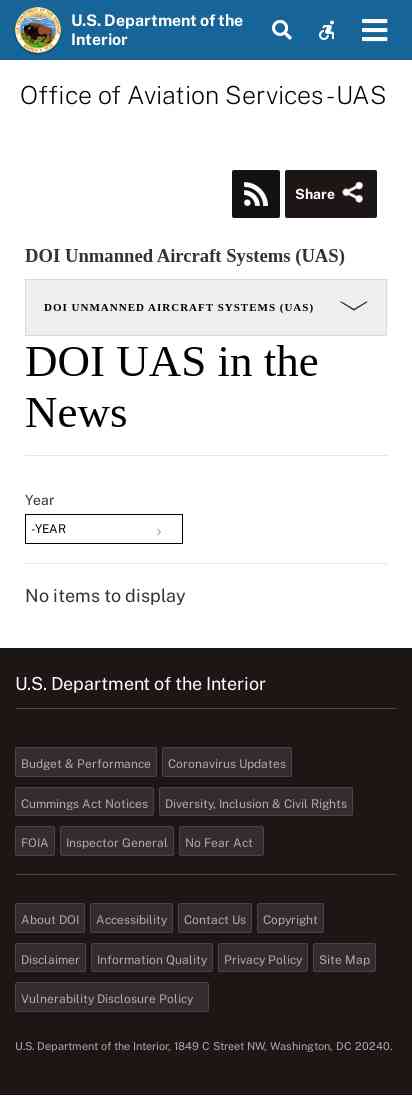 U.S. Department of the
Interior
Office of Aviation Services-UAS
Share
DOI Unmanned Aircraft Systems (UAS)
DOI UNMANNED AIRCRAFT SYSTEMS (UAS)
DOI UAS in the
News
Year
-YEAR
No items to display
U.S. Department of the Interior
Budget & Performance Coronavirus Updates
Cummings Act Notices Diversity, Inclusion & Civil Rights
FOIA Inspector General No Fear Act
About DOI Accessibility Contact Us Copyright
Disclaimer Information Quality Privacy Policy Site Map
Vulnerability Disclosure Policy
U.S. Department of the Interior, 1849 C Street NW, Washington, DC 20240.